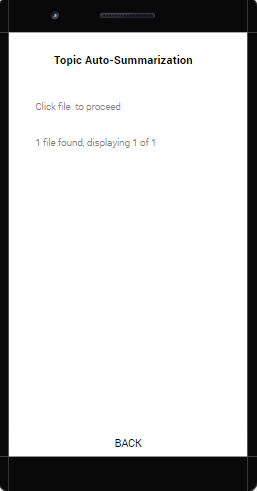 Topic Auto-Summarization
Click file to proceed
1 file found, displaying 1 of 1
BACK